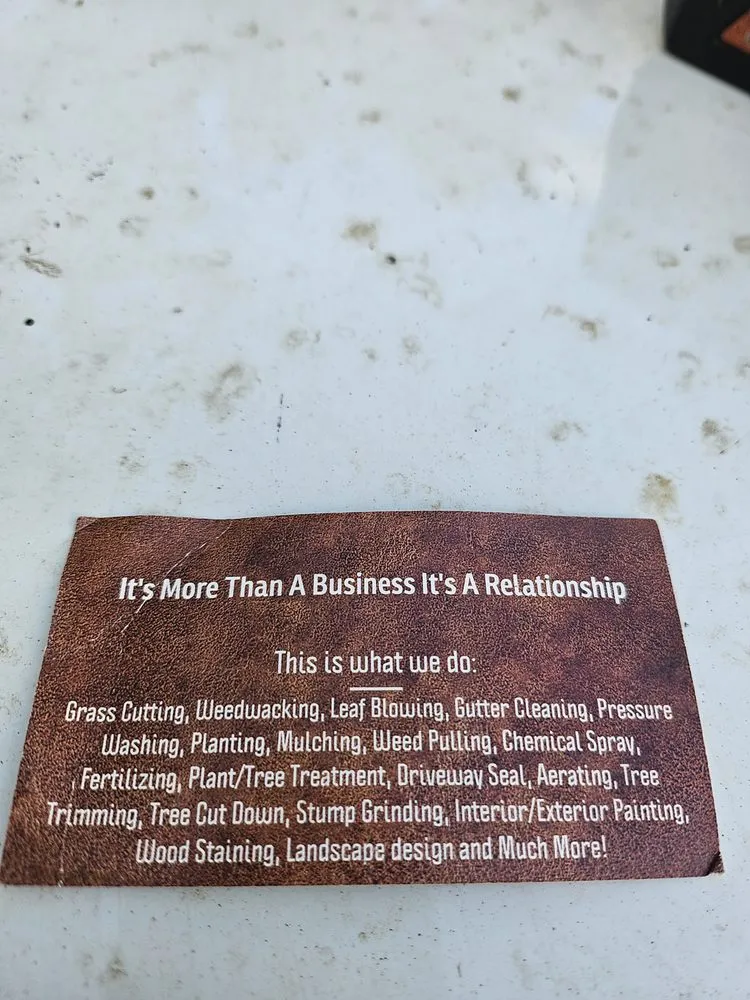 It's More Than A Business It's A Relationship
This is what we do:
Grass Cutting, Weedwacking, Leaf Blowing, Gutter Cleaning, Pressure
Washing, Planting, Mulching, Weed Pulling, Chemical Spray,
Fertilizing, Plant/Tree Treatment, Driveway Seal, Aerating, Tree
Trimming, Tree Cut Down, Stump Grinding, Interior/Exterior Painting,
Wood Staining, Landscape design and Much More!